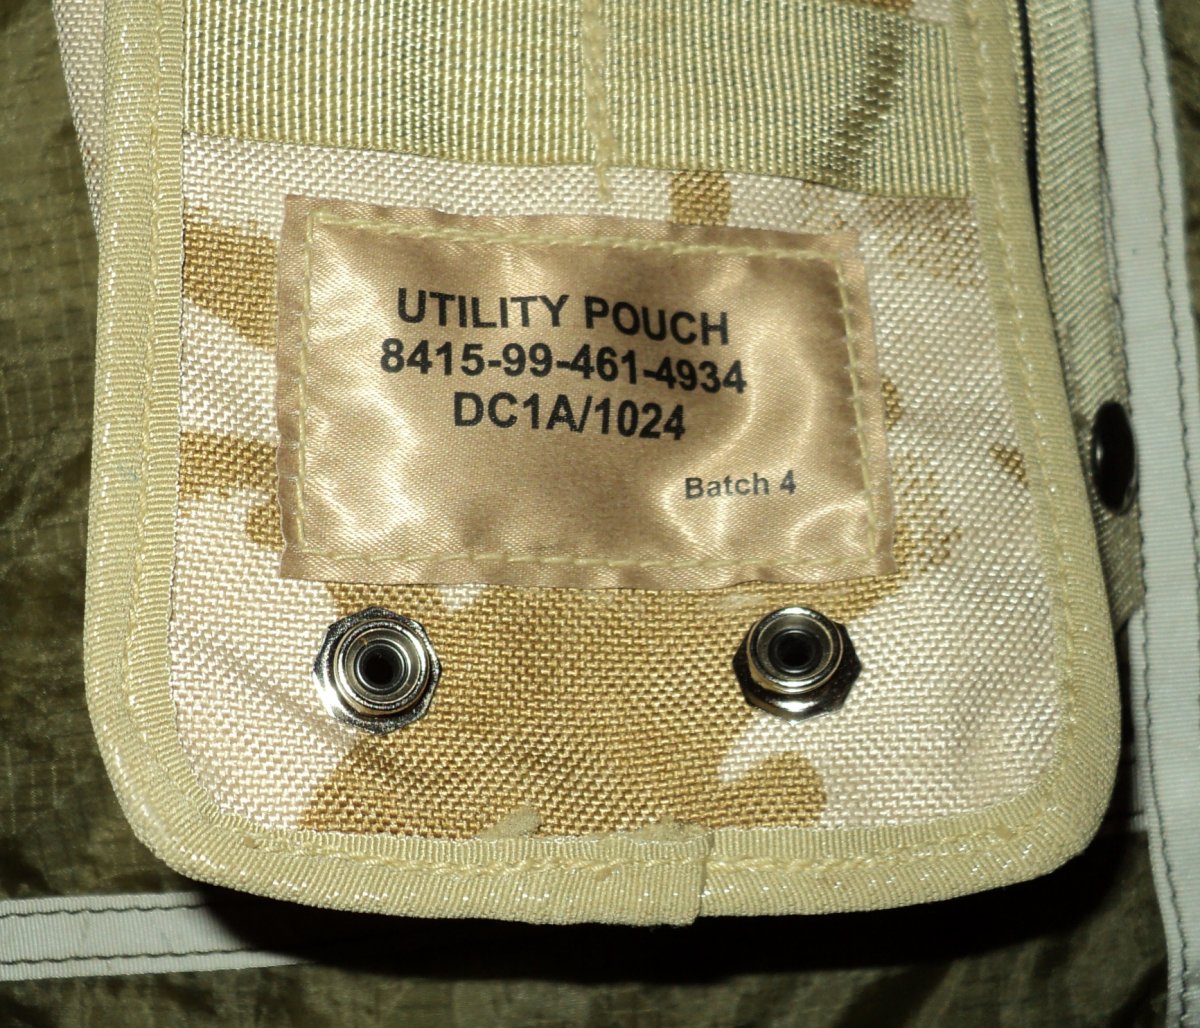 UTILITY POUCH
8415-99-461-4934
DC1A/1024
Batch 4